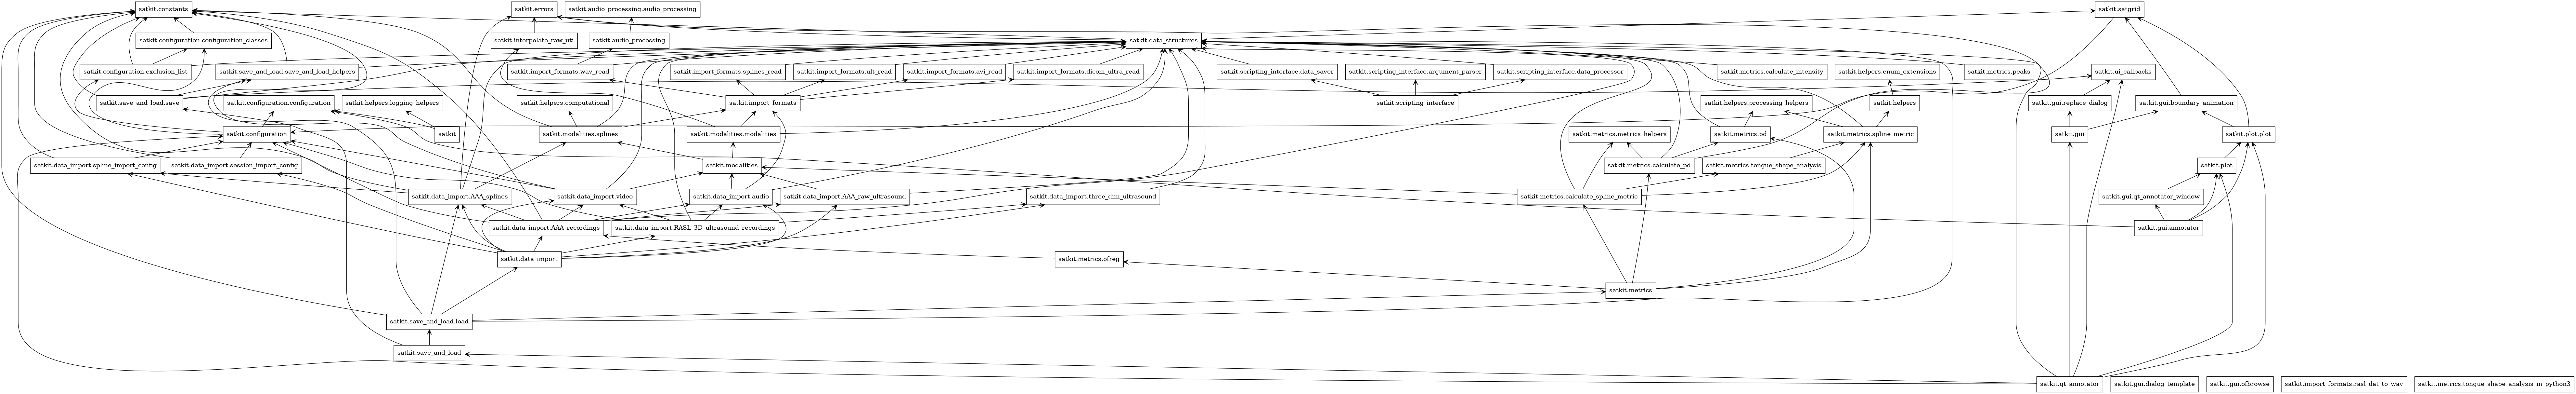 satkit.constants
satkit.errors
satkit.audio_processing.audio_processing
satkit.satgrid
satkit.configuration.configuration_classes
satkit.interpolate_raw_uti
satkit.audio_processing
satkit.data_structures
satkit.configuration.exclusion_list
satkit.save_and_load.save_and_load_helpers
satkit.import_formats.wav_read
satkit.import_formats.splines_read
satkit.import_formats.ult_read
satkit.import_formats.avi_read
satkit.import_formats.dicom_ultra_read
satkit.scripting_interface.data_saver
satkit.scripting_interface.argument_parser
satkit.scripting_interface.data_processor
satkit.metrics.calculate_intensity
satkit.helpers.enum_extensions
satkit.metrics.peaks
satkit.ui_callbacks
satkit.save_and_load.save
satkit.configuration.configuration
satkit.helpers.logging_helpers
satkit.helpers.computational
satkit.import_formats
satkit.scripting_interface
satkit.helpers.processing_helpers
satkit.helpers
satkit.gui.replace_dialog
satkit.gui.boundary_animation
satkit.configuration
satkit
satkit.modalities.splines
satkit.modalities.modalities
satkit.metrics.metrics_helpers
satkit.metrics.pd
satkit.metrics.spline_metric
satkit.gui
satkit.plot.plot
satkit.data_import.spline_import_config
satkit.data_import.session_import_config
satkit.modalities
satkit.metrics.calculate_pd
satkit.metrics.tongue_shape_analysis
satkit.plot
satkit.data_import.AAA_splines
satkit.data_import.video
satkit.data_import.audio
satkit.data_import.AAA_raw_ultrasound
satkit.data_import.three_dim_ultrasound
satkit.metrics.calculate_spline_metric
satkit.gui.qt_annotator_window
satkit.data_import.AAA_recordings
satkit.data_import.RASL_3D_ultrasound_recordings
satkit.gui.annotator
satkit.data_import
satkit.metrics.ofreg
satkit.metrics
satkit.save_and_load.load
satkit.save_and_load
satkit.qt_annotator
satkit.gui.dialog_template
satkit.gui.ofbrowse
satkit.import_formats.rasl_dat_to_wav
satkit.metrics.tongue_shape_analysis_in_python3